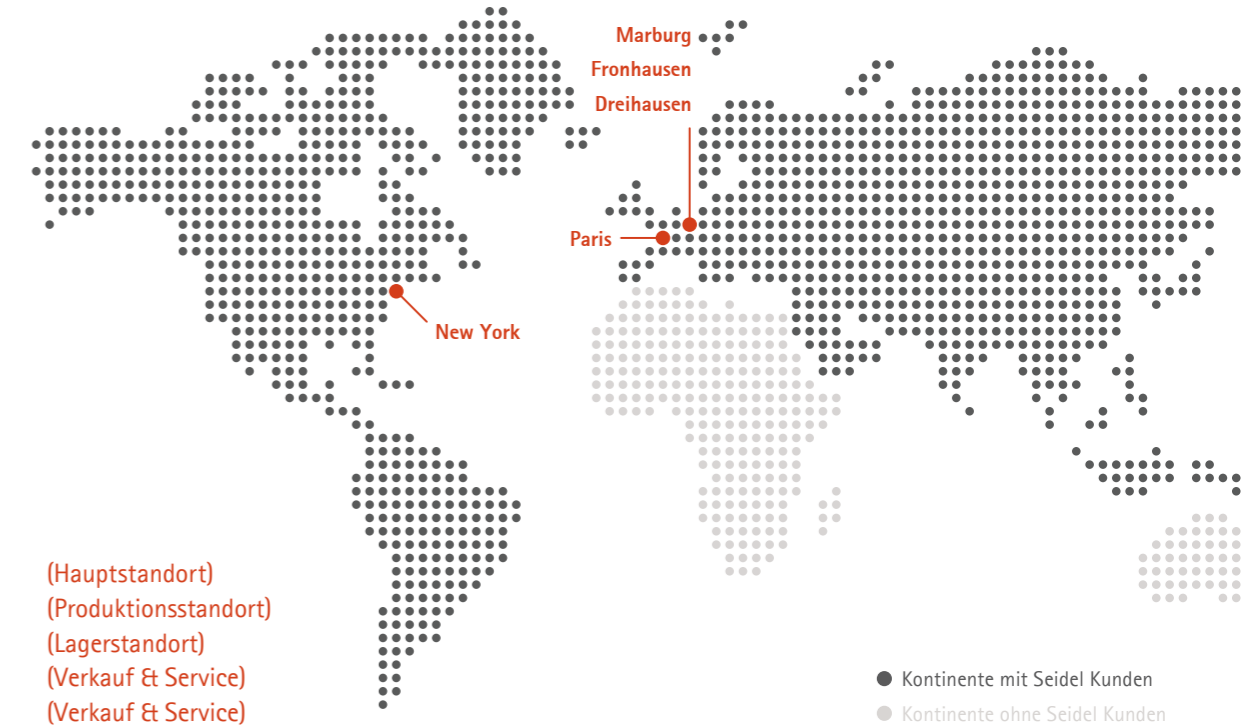 Marburg
Fronhausen
Dreihausen
Paris
New York
(Hauptstandort)
(Produktionsstandort)
(Lagerstandort)
(Verkauf & Service)
(Verkauf & Service)
Kontinente mit Seidel Kunden
Kontinente ohne Seidel Kunden